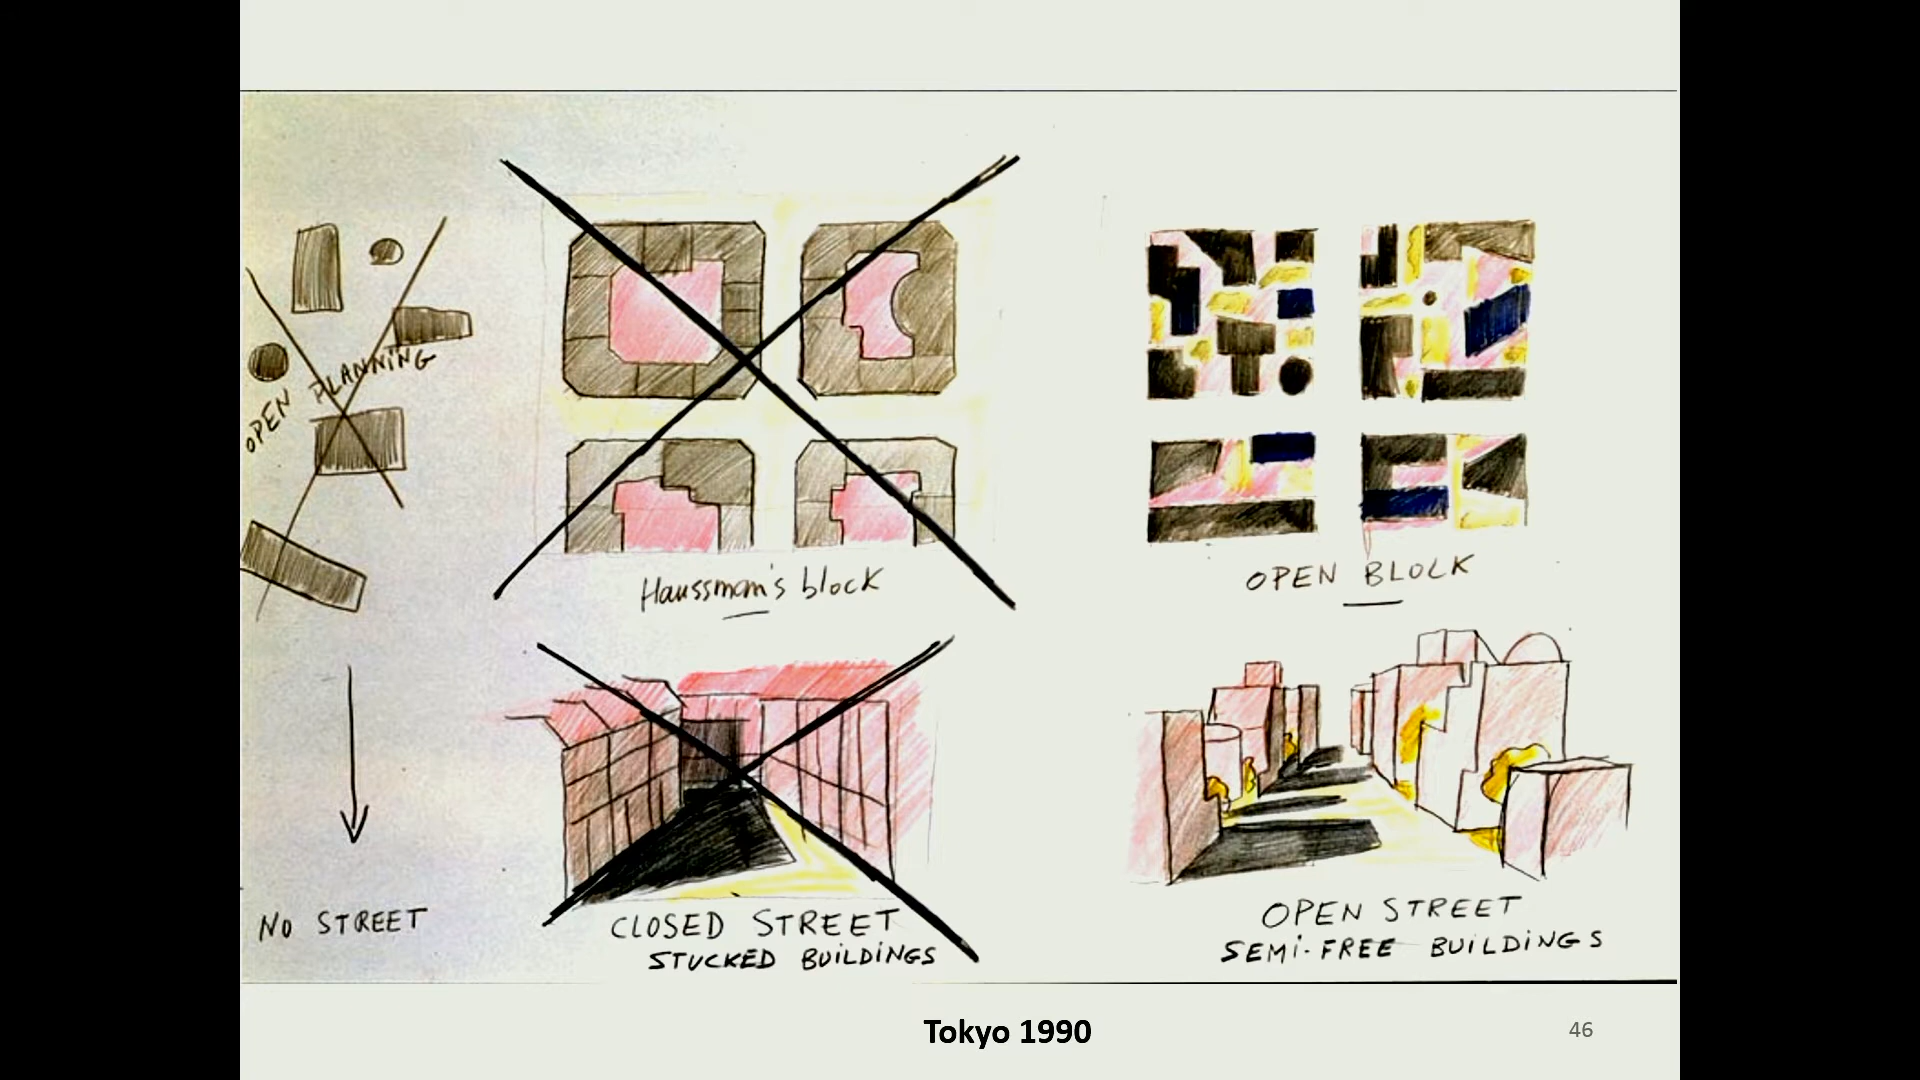 OPEN PLANNING
NO STREET
Haussman's block
CLOSED STREET
STUCKED BUILDINGS
OPEN BLOCK
OPEN STREET
SEMI-FREE BUILDINGS
Tokyo 1990
46